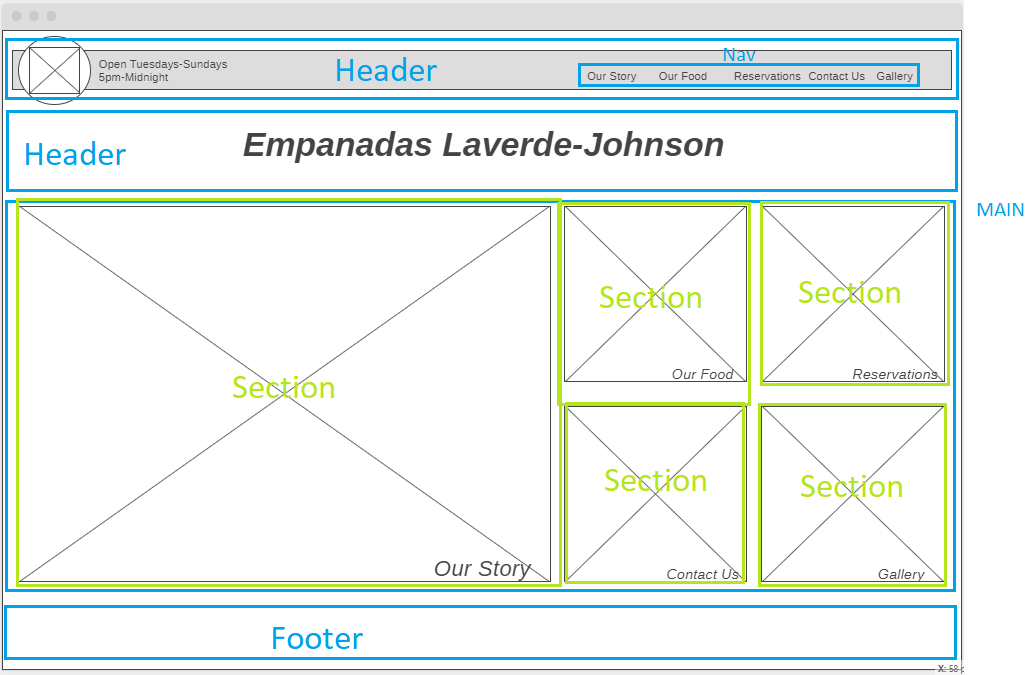 Nav
Open Tuesdays-Sundays
5pm-Midnight
Header
Our Story
Our Food
Reservations
Contact Us
Gallery
Header
Empanadas Laverde-Johnson
MAIN
Section
Section
Section
Our Food
Reservations
Section
Section
Section
Our Story
Contact Us
Gallery
Footer
X: 58 p